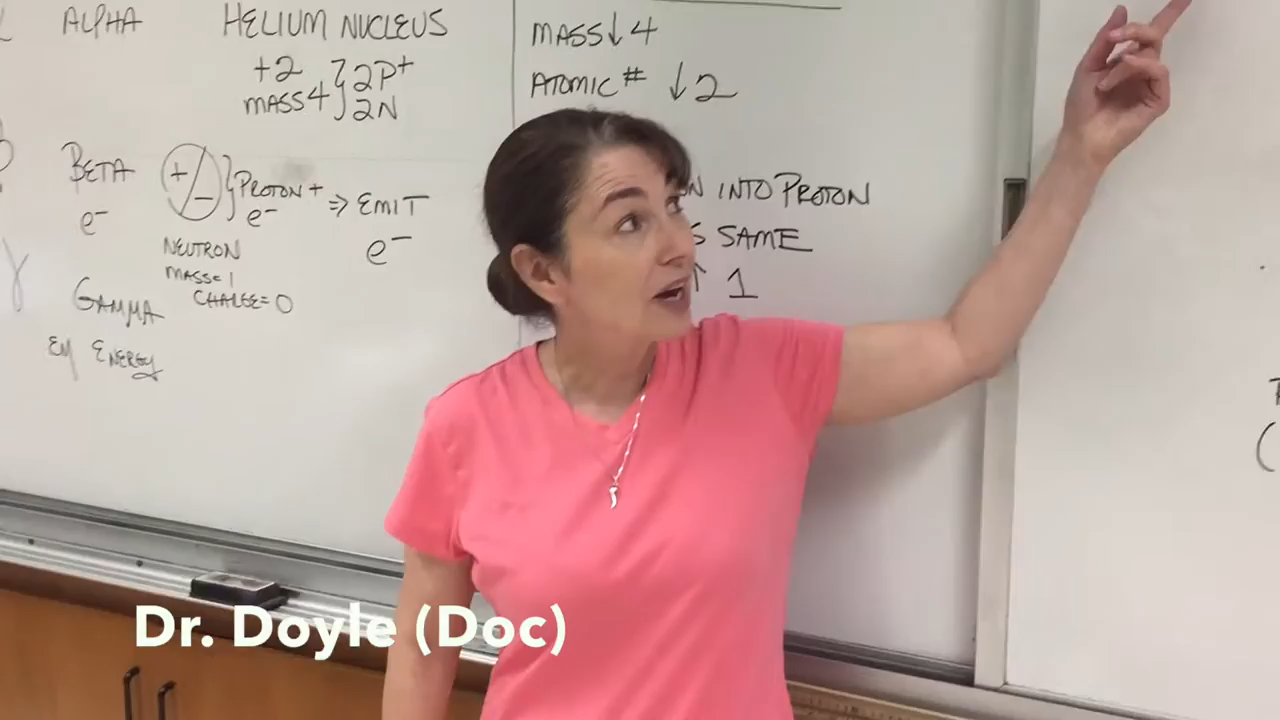 ALPHA HELIUM NUCLEUS
+2
MASS 4 } 2P+
2N
MASS↓4
ATOMIC # ↓2
BETA
e-
+/- } PROTON + ⇒ EMIT
e- e-
NEUTRON
MASS=1
CHARGE=0
INTO PROTON
SAME
↑ 1
γ GAMMA
EM ENERGY
Dr. Doyle (Doc)